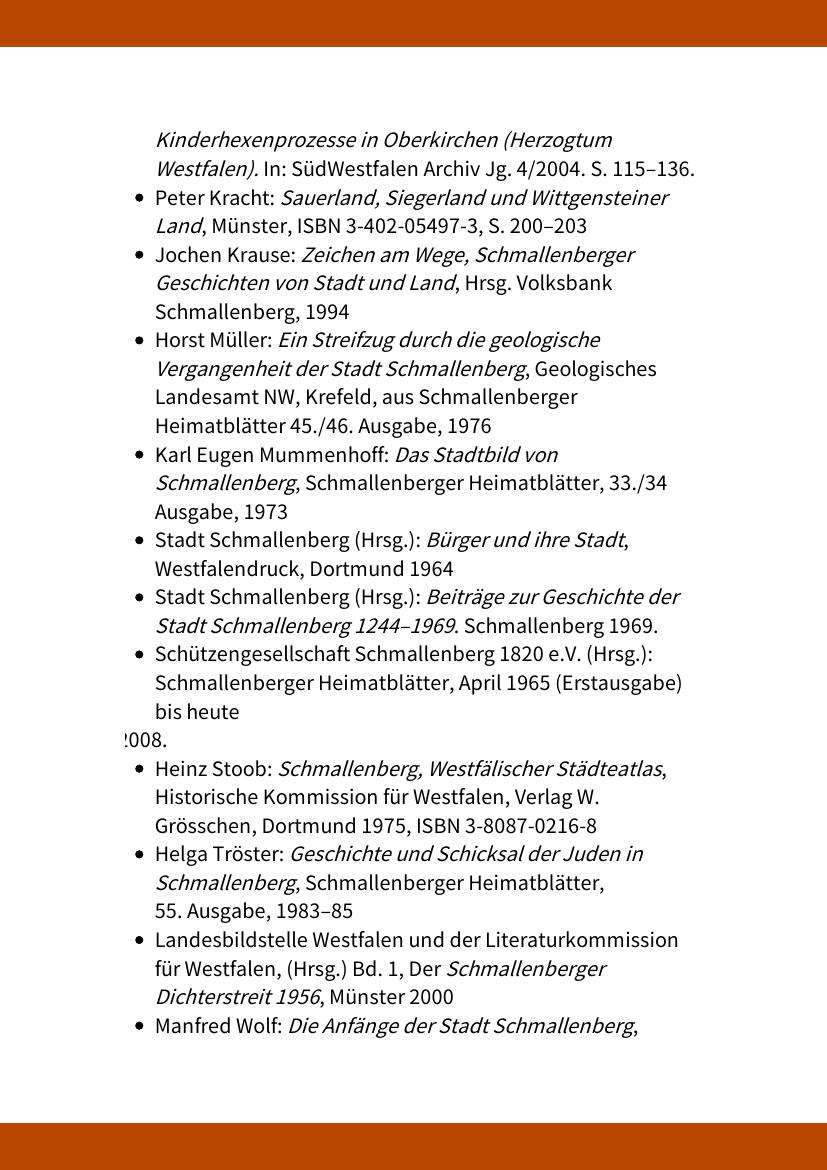 Kinderhexenprozesse in Oberkirchen (Herzogtum
Westfalen). In: SüdWestfalen Archiv Jg. 4/2004. S. 115–136.
• Peter Kracht: Sauerland, Siegerland und Wittgensteiner
Land, Münster, ISBN 3-402-05497-3, S. 200–203
• Jochen Krause: Zeichen am Wege, Schmallenberger
Geschichten von Stadt und Land, Hrsg. Volksbank
Schmallenberg, 1994
• Horst Müller: Ein Streifzug durch die geologische
Vergangenheit der Stadt Schmallenberg, Geologisches
Landesamt NW, Krefeld, aus Schmallenberger
Heimatblätter 45./46. Ausgabe, 1976
• Karl Eugen Mummenhoff: Das Stadtbild von
Schmallenberg, Schmallenberger Heimatblätter, 33./34
Ausgabe, 1973
• Stadt Schmallenberg (Hrsg.): Bürger und ihre Stadt,
Westfalendruck, Dortmund 1964
• Stadt Schmallenberg (Hrsg.): Beiträge zur Geschichte der
Stadt Schmallenberg 1244–1969. Schmallenberg 1969.
• Schützengesellschaft Schmallenberg 1820 e.V. (Hrsg.):
Schmallenberger Heimatblätter, April 1965 (Erstausgabe)
bis heute
2008.
• Heinz Stoob: Schmallenberg, Westfälischer Städteatlas,
Historische Kommission für Westfalen, Verlag W.
Grösschen, Dortmund 1975, ISBN 3-8087-0216-8
• Helga Tröster: Geschichte und Schicksal der Juden in
Schmallenberg, Schmallenberger Heimatblätter,
55. Ausgabe, 1983–85
• Landesbildstelle Westfalen und der Literaturkommission
für Westfalen, (Hrsg.) Bd. 1, Der Schmallenberger
Dichterstreit 1956, Münster 2000
• Manfred Wolf: Die Anfänge der Stadt Schmallenberg,